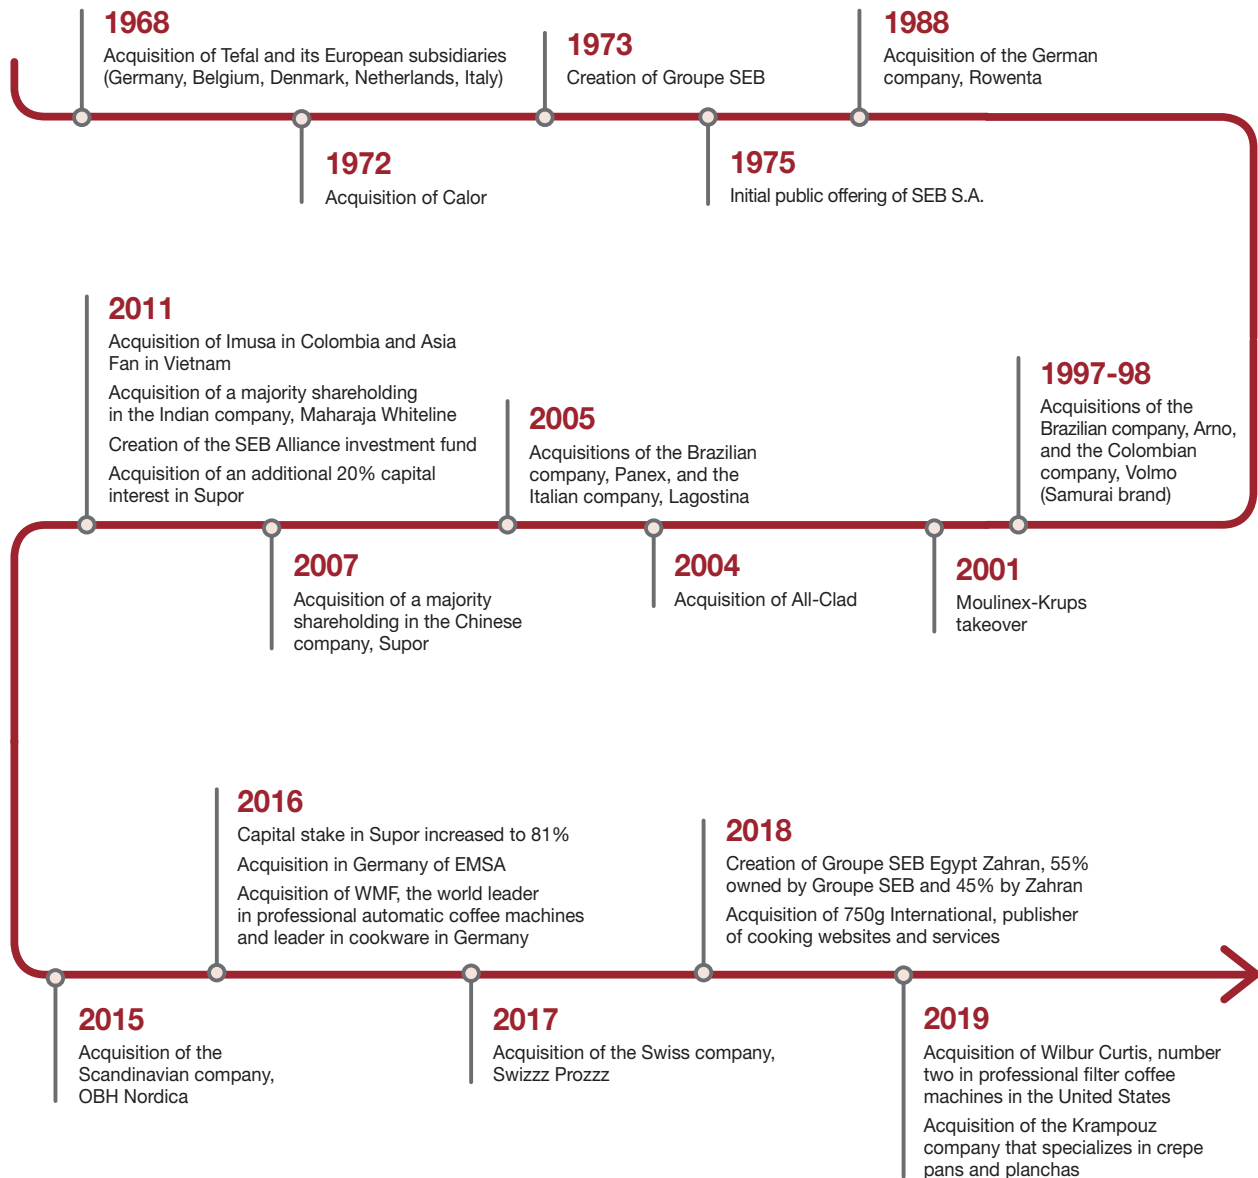 1968
Acquisition of Tefal and its European subsidiaries
(Germany, Belgium, Denmark, Netherlands, Italy)
1972
Acquisition of Calor
1973
Creation of Groupe SEB
1975
Initial public offering of SEB S.A.
1988
Acquisition of the German
company, Rowenta
1997-98
Acquisitions of the
Brazilian company, Arno,
and the Colombian
company, Volmo
(Samurai brand)
2001
Moulinex-Krups
takeover
2004
Acquisition of All-Clad
2005
Acquisitions of the Brazilian
company, Panex, and the
Italian company, Lagostina
2007
Acquisition of a majority
shareholding in the Chinese
company, Supor
2011
Acquisition of Imusa in Colombia and Asia
Fan in Vietnam
Acquisition of a majority shareholding
in the Indian company, Maharaja Whiteline
Creation of the SEB Alliance investment fund
Acquisition of an additional 20% capital
interest in Supor
2015
Acquisition of the
Scandinavian company,
OBH Nordica
2016
Capital stake in Supor increased to 81%
Acquisition in Germany of EMSA
Acquisition of WMF, the world leader
in professional automatic coffee machines
and leader in cookware in Germany
2017
Acquisition of the Swiss company,
Swizzz Prozzz
2018
Creation of Groupe SEB Egypt Zahran, 55%
owned by Groupe SEB and 45% by Zahran
Acquisition of 750g International, publisher
of cooking websites and services
2019
Acquisition of Wilbur Curtis, number
two in professional filter coffee
machines in the United States
Acquisition of the Krampouz
company that specializes in crepe
pans and planchas